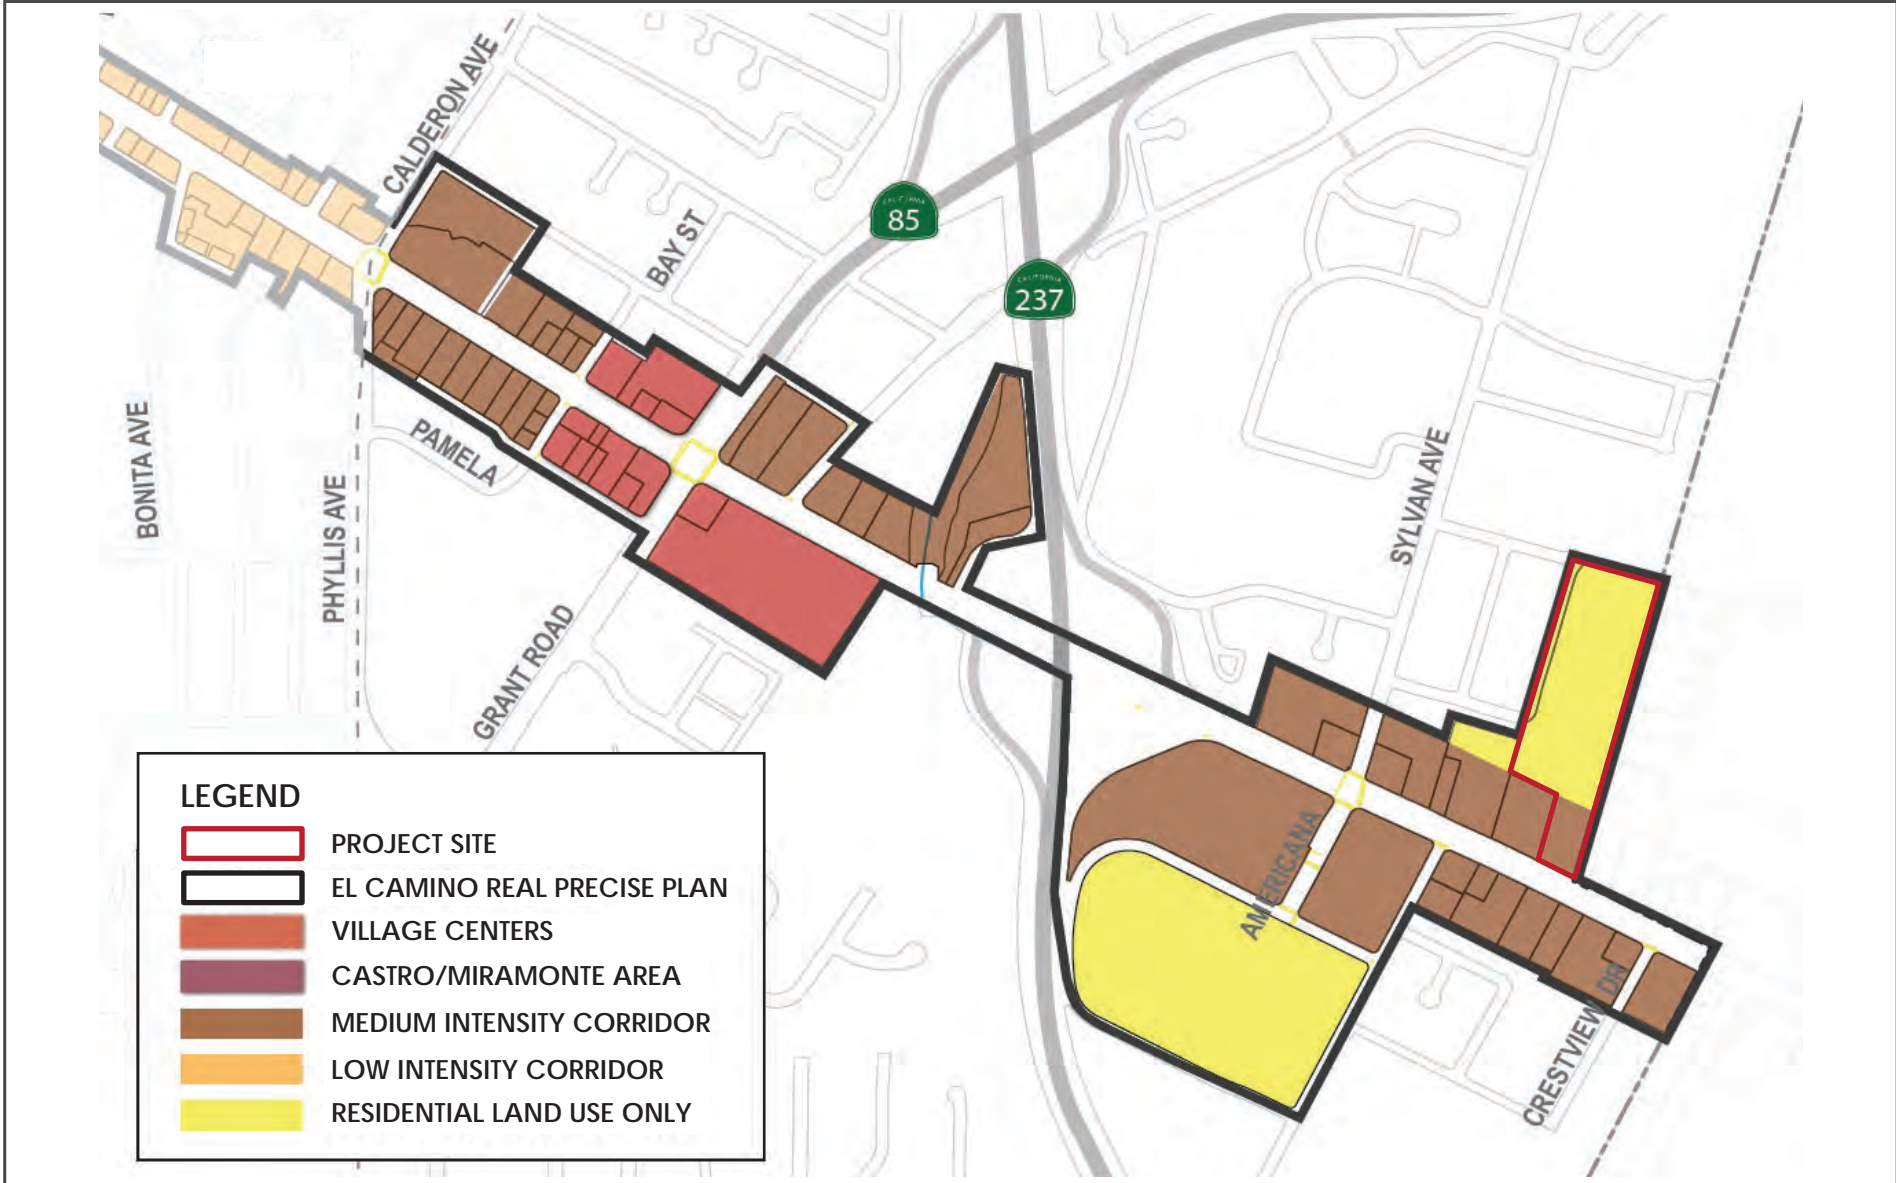 CALDERON AVE
BAY ST
CALIFORNIA
85
CALIFORNIA
237
BONITA AVE
PHYLLIS AVE
PAMELA
GRANT ROAD
SYLVAN AVE
AMERICANA
CRESTVIEW DR
LEGEND
PROJECT SITE
EL CAMINO REAL PRECISE PLAN
VILLAGE CENTERS
CASTRO/MIRAMONTE AREA
MEDIUM INTENSITY CORRIDOR
LOW INTENSITY CORRIDOR
RESIDENTIAL LAND USE ONLY